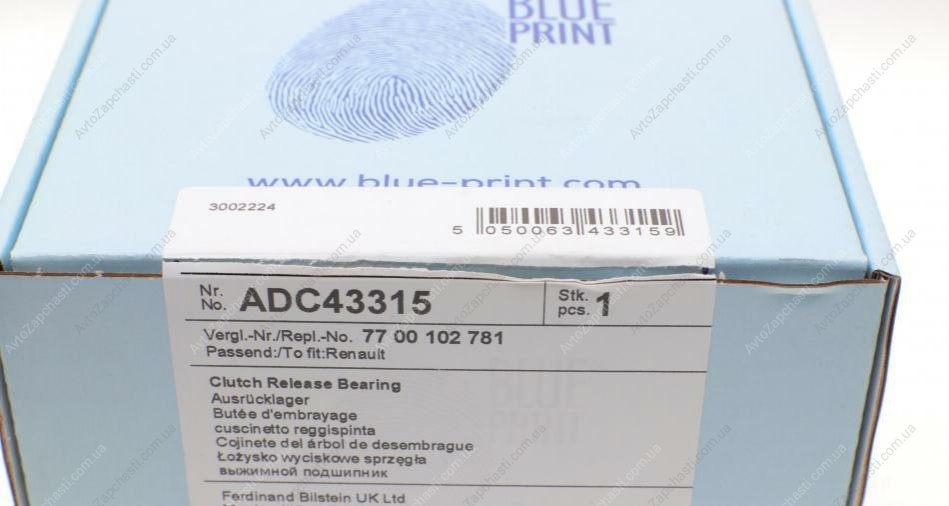 BLUE
PRINT
www.blue-print.com
3002224
5 050063 433159
Nr.
No. ADC43315
Stk.
pcs. 1
Vergl.-Nr./Repl.-No. 77 00 102 781
Passend:/To fit:Renault
BLUE
PRINT
Clutch Release Bearing
Ausrücklager
Butée d'embrayage
cuscinetto reggispinta
Cojinete del árbol de desembrague
Łożysko wyciskowe sprzęgła
выжимной подшипник
Ferdinand Bilstein UK Ltd
AvtoZapchasti.com.ua